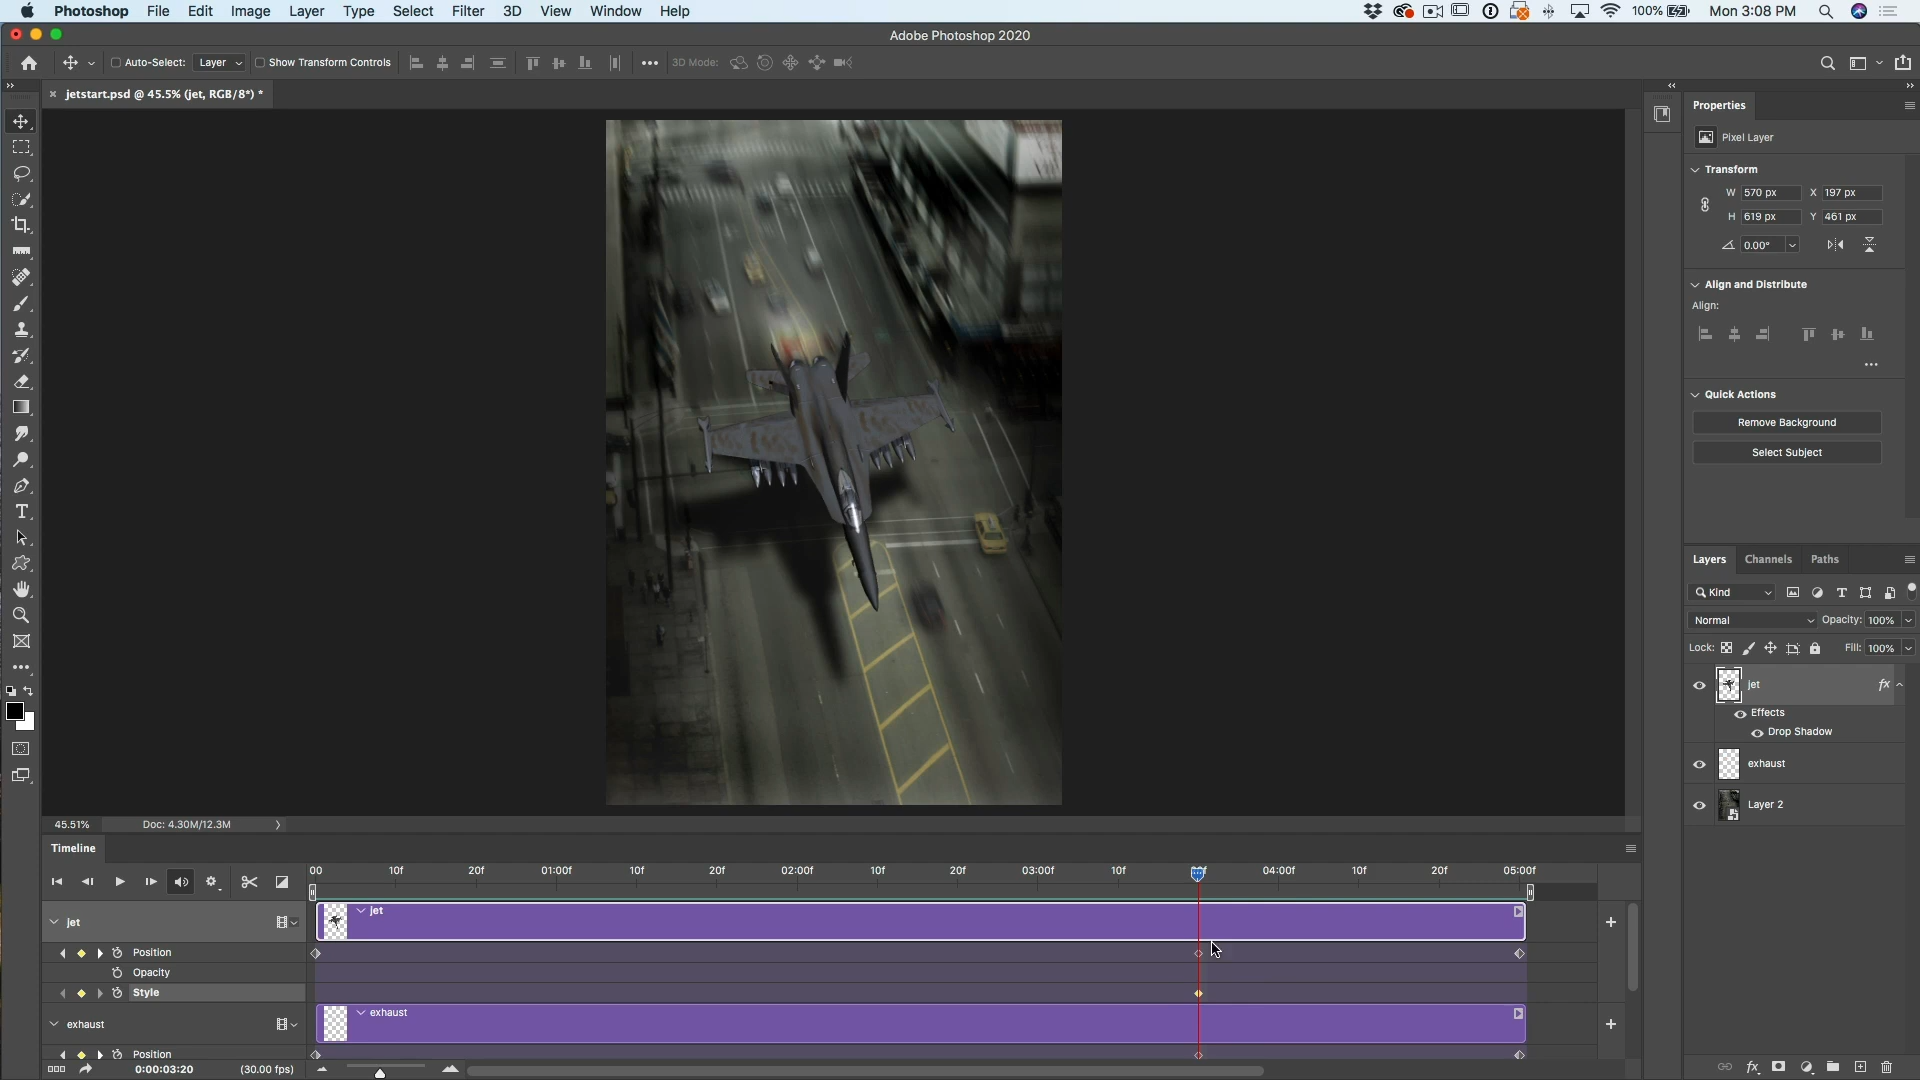 Photoshop File Edit Image Layer Type Select Filter 3D View Window Help 100% Mon 3:08 PM
Adobe Photoshop 2020
Auto-Select: Layer Show Transform Controls 3D Mode:
jetstart.psd @ 45.5% (jet, RGB/8*) *
Properties
Pixel Layer
Transform
W 570 px X 197 px
H 619 px Y 461 px
0.00°
Align and Distribute
Align:
Quick Actions
Remove Background
Select Subject
Layers Channels Paths
Kind
Normal Opacity: 100%
Lock: Fill: 100%
jet fx
Effects
Drop Shadow
exhaust
Layer 2
45.51% Doc: 4.30M/12.3M
Timeline
00 10f 20f 01:00f 10f 20f 02:00f 10f 20f 03:00f 10f 04:00f 10f 20f 05:00f
jet
jet
Position
Opacity
Style
exhaust
exhaust
Position
0:00:03:20 (30.00 fps)
fx